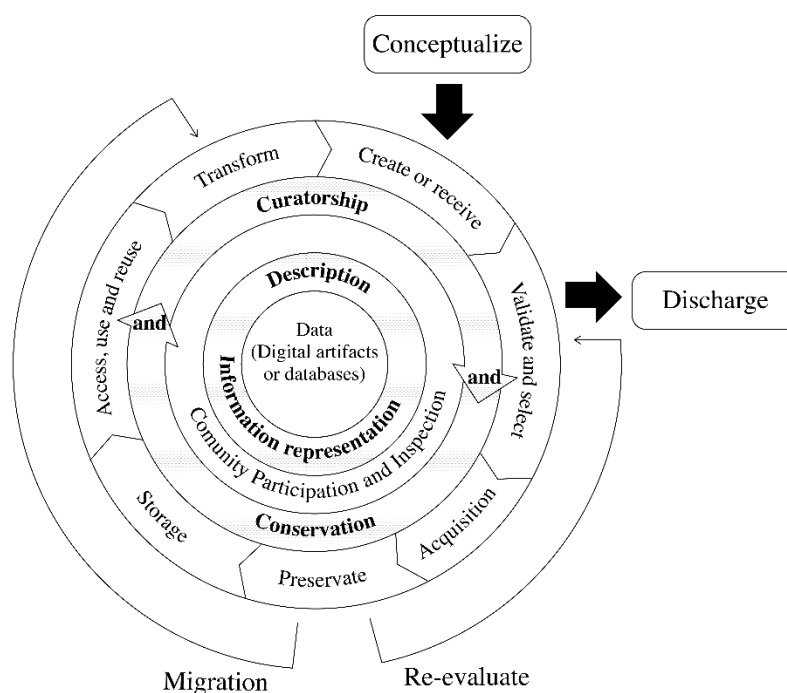 Conceptualize
Create or receive
Validate and select
Discharge
Acquisition
Preservate
Storage
Access, use and reuse
Transform
Curatorship
and
Conservation
and
Comunity Participation and Inspection
Description
Information representation
Data
(Digital artifacts
or databases)
Migration
Re-evaluate